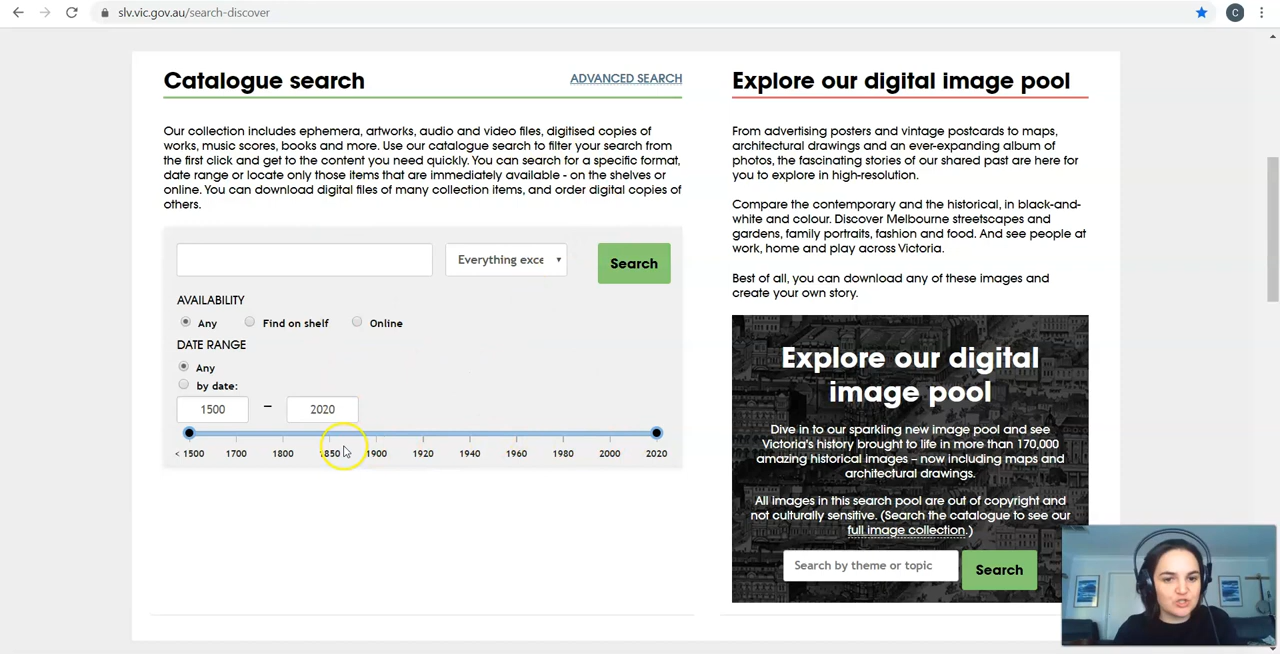 slv.vic.gov.au/search-discover
C
Catalogue search
ADVANCED SEARCH
Our collection includes ephemera, artworks, audio and video files, digitised copies of
works, music scores, books and more. Use our catalogue search to filter your search from
the first click and get to the content you need quickly. You can search for a specific format,
date range or locate only those items that are immediately available - on the shelves or
online. You can download digital files of many collection items, and order digital copies of
others.
Everything exce
Search
AVAILABILITY
Any Find on shelf Online
DATE RANGE
Any
by date:
1500 – 2020
< 1500 1700 1800 1850 1900 1920 1940 1960 1980 2000 2020
Explore our digital image pool
From advertising posters and vintage postcards to maps,
architectural drawings and an ever-expanding album of
photos, the fascinating stories of our shared past are here for
you to explore in high-resolution.
Compare the contemporary and the historical, in black-and-
white and colour. Discover Melbourne streetscapes and
gardens, family portraits, fashion and food. And see people at
work, home and play across Victoria.
Best of all, you can download any of these images and
create your own story.
Explore our digital
image pool
Dive in to our sparkling new image pool and see
Victoria's history brought to life in more than 170,000
amazing historical images – now including maps and
architectural drawings.
All images in this search pool are out of copyright and
not culturally sensitive. (Search the catalogue to see our
full image collection.)
Search by theme or topic
Search